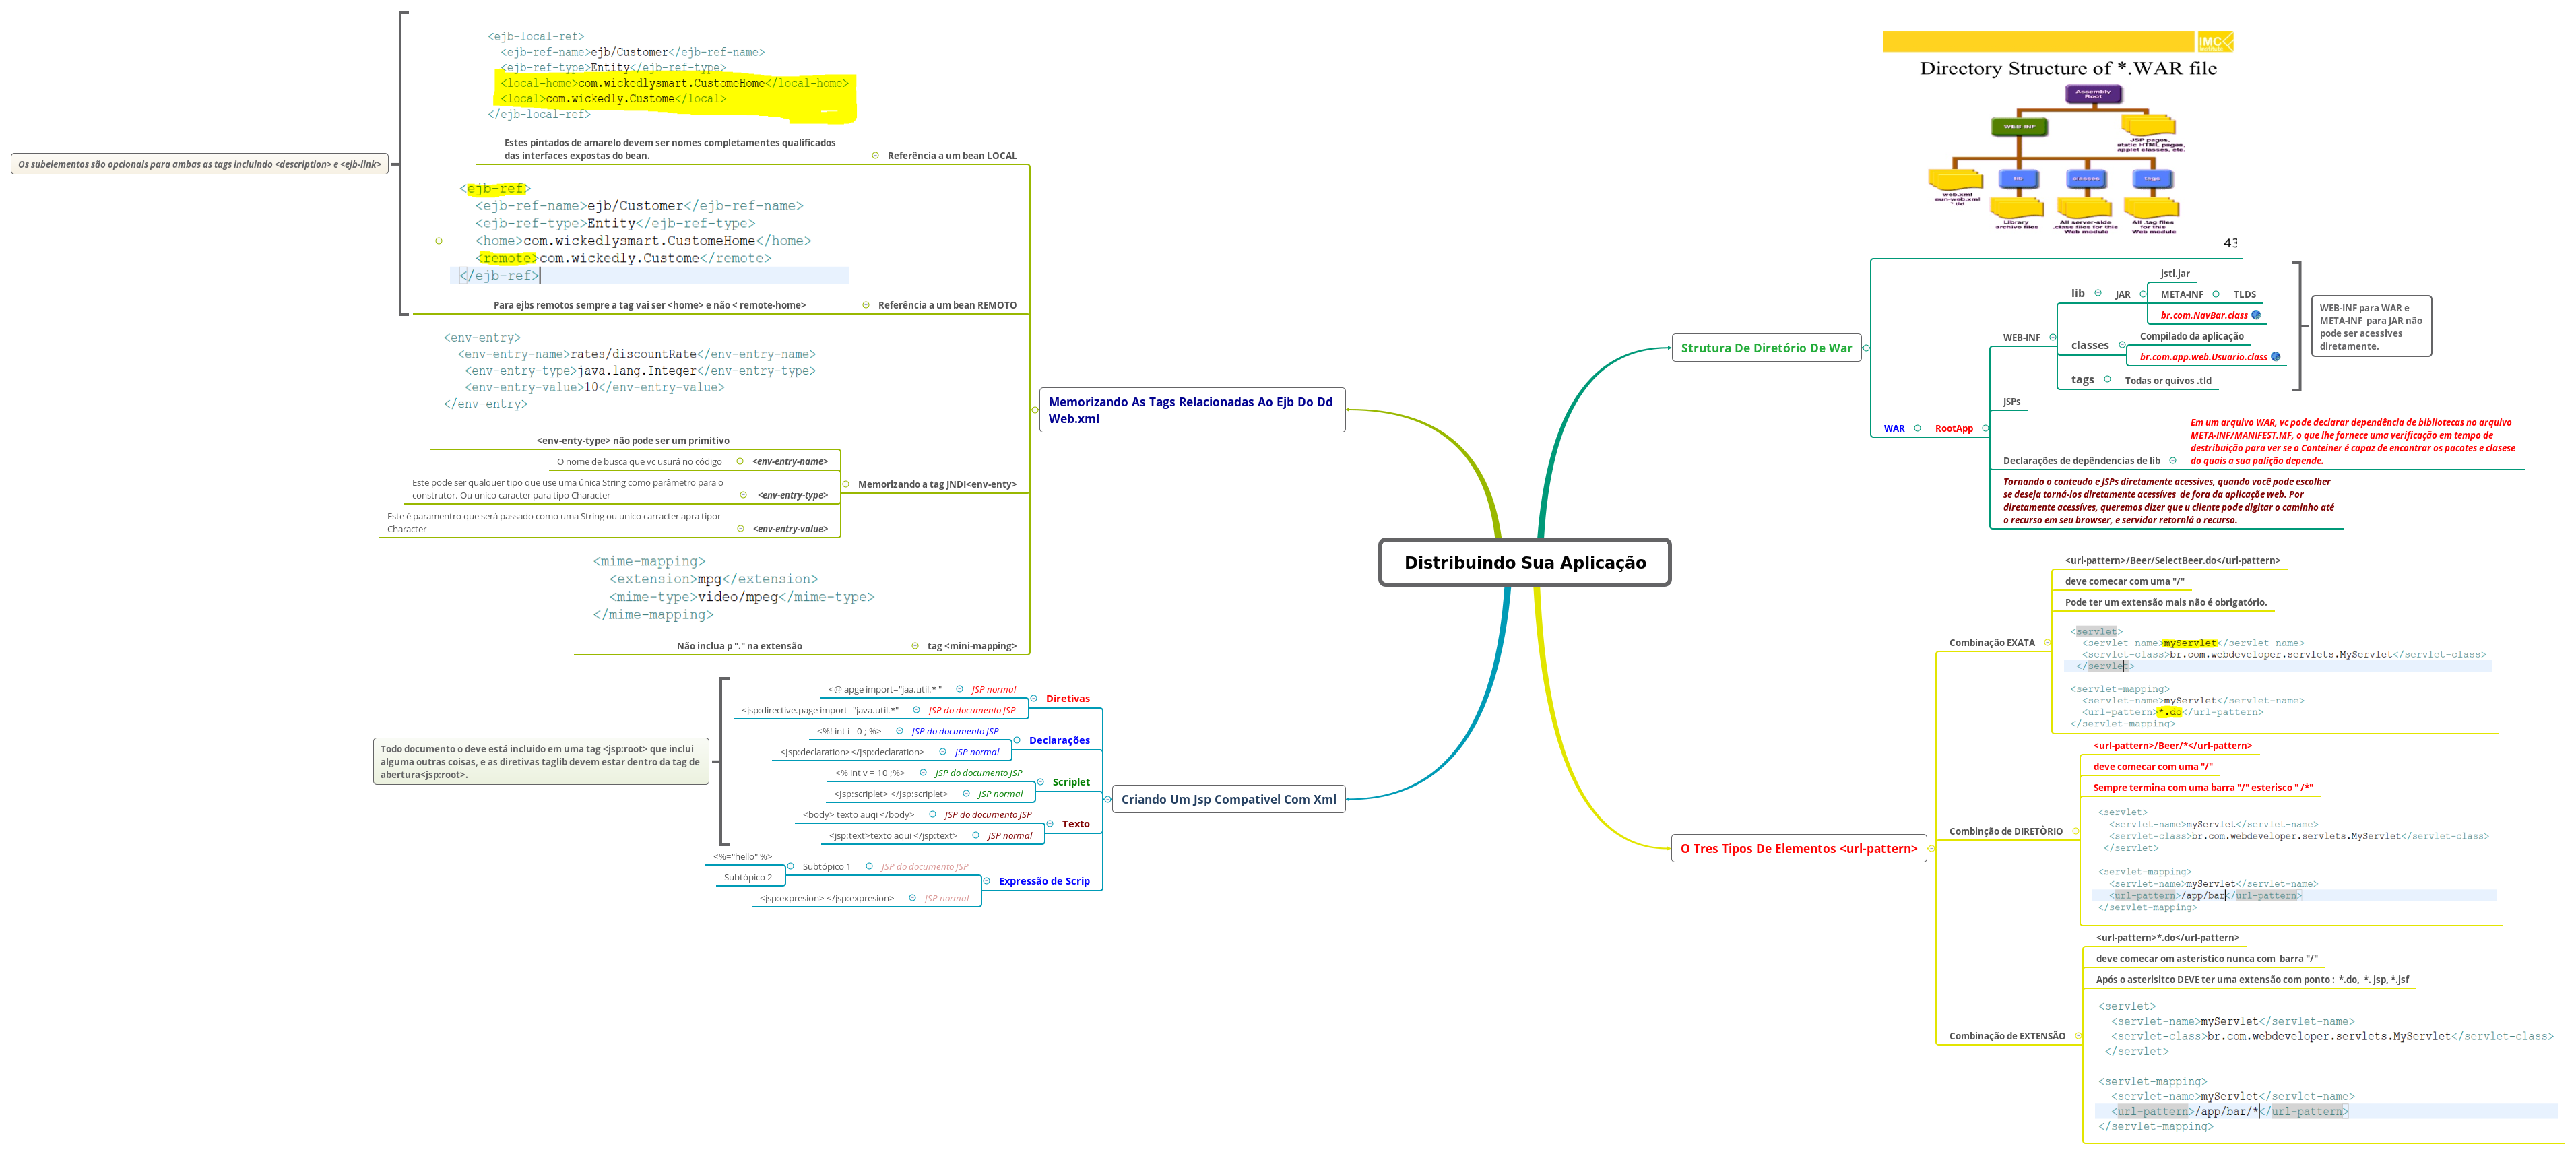 Distribuindo Sua Aplicação
Memorizando As Tags Relacionadas Ao Ejb Do Dd
Web.xml
<ejb-local-ref>
<ejb-ref-name>ejb/Customer</ejb-ref-name>
<ejb-ref-type>Entity</ejb-ref-type>
<local-home>com.wickedlysmart.CustomeHome</local-home>
<local>com.wickedly.Custome</local>
</ejb-local-ref>
Estes pintados de amarelo devem ser nomes completamentes qualificados
das interfaces expostas do bean.
Referência a um bean LOCAL
Os subelementos são opcionais para ambas as tags incluindo <description> e <ejb-link>
<ejb-ref>
<ejb-ref-name>ejb/Customer</ejb-ref-name>
<ejb-ref-type>Entity</ejb-ref-type>
<home>com.wickedlysmart.CustomeHome</home>
<remote>com.wickedly.Custome</remote>
</ejb-ref>
Para ejbs remotos sempre a tag vai ser <home> e não < remote-home>
Referência a um bean REMOTO
<env-entry>
<env-entry-name>rates/discountRate</env-entry-name>
<env-entry-type>java.lang.Integer</env-entry-type>
<env-entry-value>10</env-entry-value>
</env-entry>
<env-enty-type> não pode ser um primitivo
O nome de busca que vc usurá no código
<env-entry-name>
Este pode ser qualquer tipo que use uma única String como parâmetro para o
construtor. Ou unico caracter para tipo Character
<env-entry-type>
Memorizando a tag JNDI<env-enty>
Este é paramentro que será passado como uma String ou unico carracter apra tipor
Character
<env-entry-value>
<mime-mapping>
<extension>mpg</extension>
<mime-type>video/mpeg</mime-type>
</mime-mapping>
Não inclua p "." na extensão
tag <mini-mapping>
Criando Um Jsp Compativel Com Xml
Todo documento o deve está incluido em uma tag <jsp:root> que inclui
alguma outras coisas, e as diretivas taglib devem estar dentro da tag de
abertura<jsp:root>.
<@ apge import="jaa.util.* "
JSP normal
Diretivas
<jsp:directive.page import="java.util.*"
JSP do documento JSP
<%! int i= 0 ; %>
JSP do documento JSP
Declarações
<Jsp:declaration></Jsp:declaration>
JSP normal
<% int v = 10 ;%>
JSP do documento JSP
Scriplet
<Jsp:scriplet> </Jsp:scriplet>
JSP normal
<body> texto auqi </body>
JSP do documento JSP
Texto
<jsp:text>texto aqui </jsp:text>
JSP normal
<%="hello" %>
Subtópico 1
JSP do documento JSP
Subtópico 2
Expressão de Scrip
<jsp:expresion> </jsp:expresion>
JSP normal
Strutura De Diretório De War
IMC
Institute
Directory Structure of *.WAR file
Assembly
Root
WEB-INF
JSP pages,
static HTML pages,
applet classes, etc.
web.xml
sun-web.xml
*.tld
lib
classes
tags
Library
archive files
All server-side
.class files for this
Web module
All .tag files
for this
Web module
43
jstl.jar
lib
JAR
META-INF
TLDS
br.com.NavBar.class
WEB-INF
classes
Compilado da aplicação
br.com.app.web.Usuario.class
tags
Todas or quivos .tld
WEB-INF para WAR e
META-INF para JAR não
pode ser acessives
diretamente.
JSPs
WAR
RootApp
Em um arquivo WAR, vc pode declarar dependência de bibliotecas no arquivo
META-INF/MANIFEST.MF, o que lhe fornece uma verificação em tempo de
destribuição para ver se o Conteiner é capaz de encontrar os pacotes e clasese
do quais a sua palição depende.
Declarações de depêndencias de lib
Tornando o conteudo e JSPs diretamente acessives, quando você pode escolher
se deseja torná-los diretamente acessíves de fora da aplicação web. Por
diretamente acessíves, queremos dizer que u cliente pode digitar o caminho até
o recurso em seu browser, e servidor retornlá o recurso.
O Tres Tipos De Elementos <url-pattern>
Combinação EXATA
<url-pattern>/Beer/SelectBeer.do</url-pattern>
deve comecar com uma "/"
Pode ter um extensão mais não é obrigatório.
<servlet>
<servlet-name>myServlet</servlet-name>
<servlet-class>br.com.webdeveloper.servlets.MyServlet</servlet-class>
</servlet>
<servlet-mapping>
<servlet-name>myServlet</servlet-name>
<url-pattern>*.do</url-pattern>
</servlet-mapping>
Combinção de DIRETÒRIO
<url-pattern>/Beer/*</url-pattern>
deve comecar com uma "/"
Sempre termina com uma barra "/" esterisco " /*"
<servlet>
<servlet-name>myServlet</servlet-name>
<servlet-class>br.com.webdeveloper.servlets.MyServlet</servlet-class>
</servlet>
<servlet-mapping>
<servlet-name>myServlet</servlet-name>
<url-pattern>/app/bar</url-pattern>
</servlet-mapping>
Combinação de EXTENSÃO
<url-pattern>*.do</url-pattern>
deve comecar om asteristico nunca com barra "/"
Após o asterisitco DEVE ter uma extensão com ponto : *.do, *. jsp, *.jsf
<servlet>
<servlet-name>myServlet</servlet-name>
<servlet-class>br.com.webdeveloper.servlets.MyServlet</servlet-class>
</servlet>
<servlet-mapping>
<servlet-name>myServlet</servlet-name>
<url-pattern>/app/bar/*</url-pattern>
</servlet-mapping>